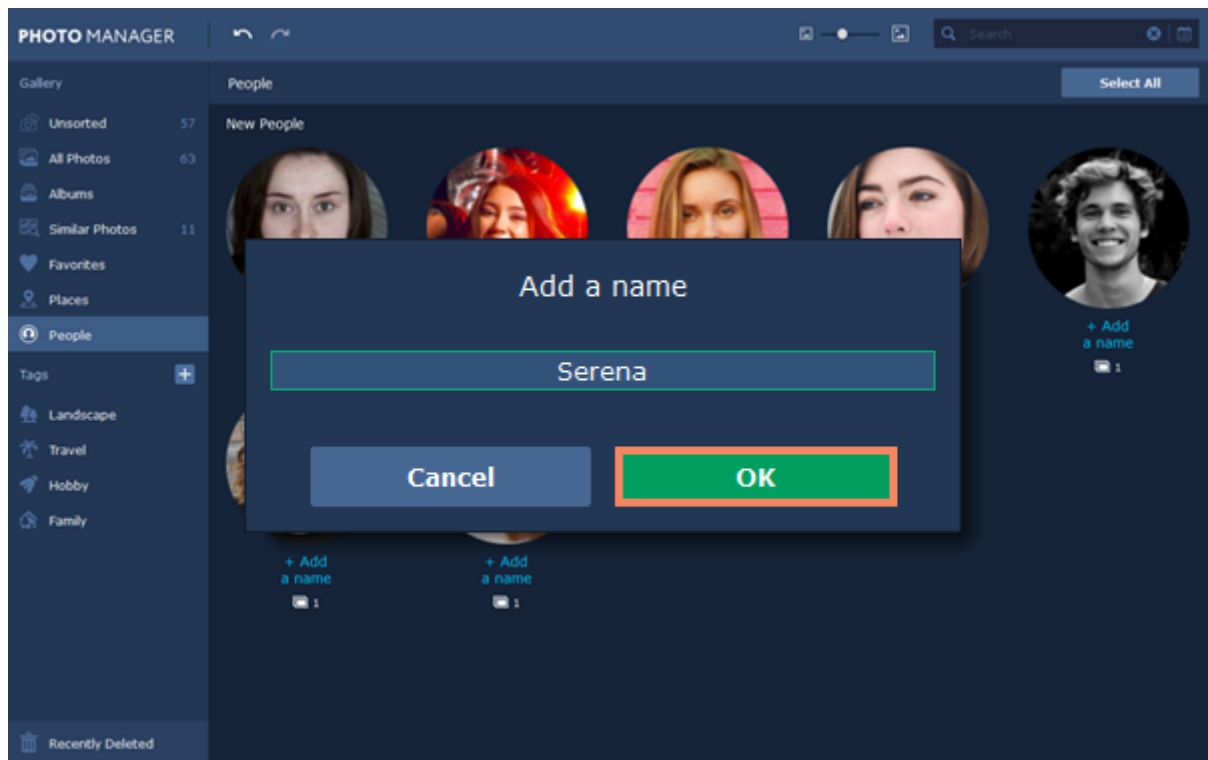 PHOTO MANAGER
Search
Gallery
People
Select All
Unsorted 57
New People
All Photos 63
Albums
Similar Photos 11
Favorites
Places
People
Add a name
Serena
Cancel
OK
+ Add
a name
1
Tags
Landscape
Travel
Hobby
Family
+ Add
a name
1
+ Add
a name
1
Recently Deleted